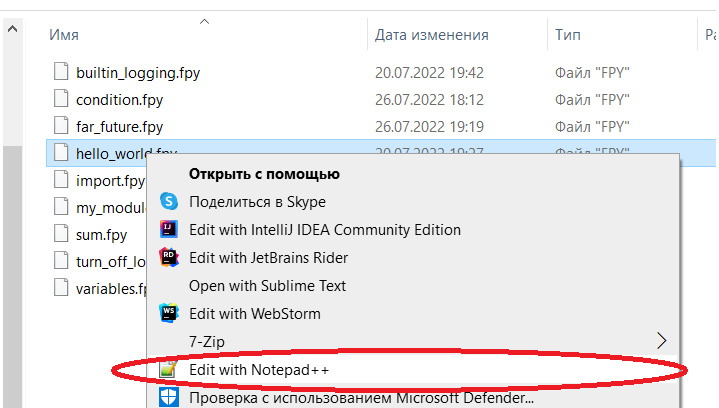 Имя Дата изменения Тип Ра
builtin_logging.fpy 20.07.2022 19:42 Файл "FPY"
condition.fpy 26.07.2022 18:12 Файл "FPY"
far_future.fpy 26.07.2022 19:19 Файл "FPY"
hello_world.fpy 20.07.2022 19:27 Файл "FPY"
import.fpy
my_modul
sum.fpy
turn_off_lo
variables.fp
Открыть с помощью
Поделиться в Skype
Edit with IntelliJ IDEA Community Edition
Edit with JetBrains Rider
Open with Sublime Text
Edit with WebStorm
7-Zip
Edit with Notepad++
Проверка с использованием Microsoft Defender...